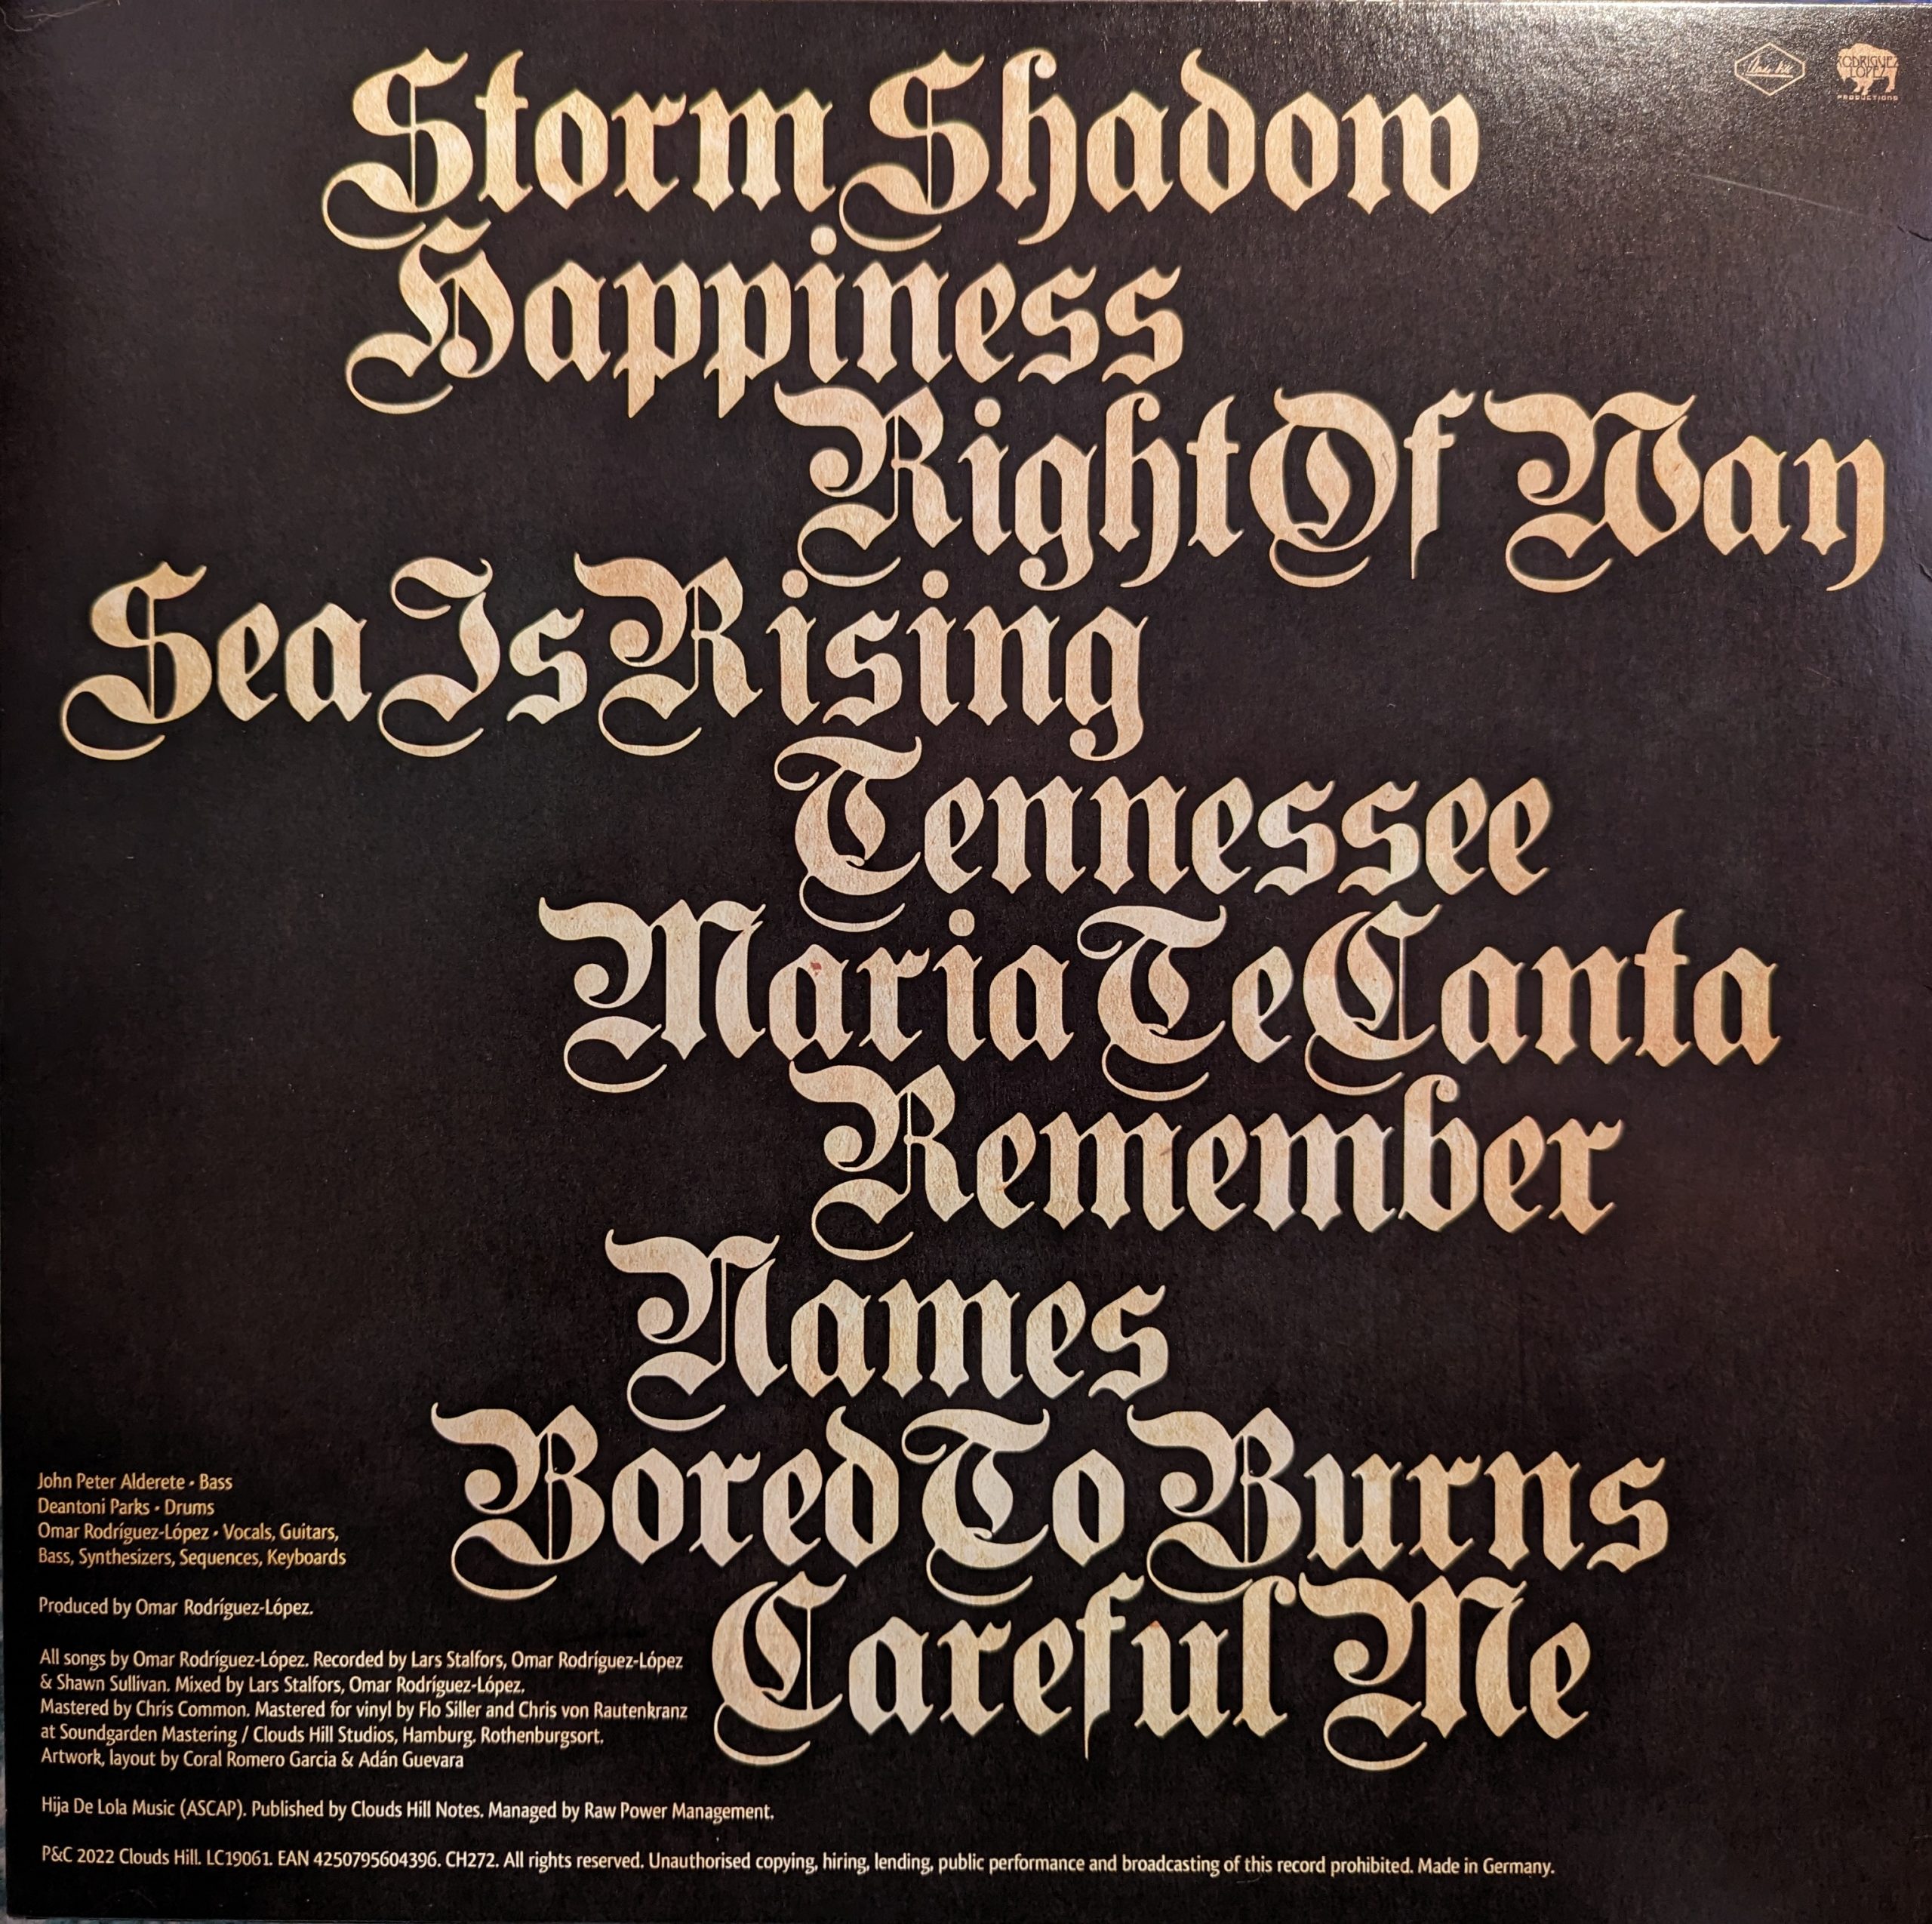 Storm Shadow
Happiness
Right Of Way
Sea Is Rising
Tennessee
Maria Te Canta
Remember
Names
Bored To Burns
Careful Me
RODRIGUEZ
LOPEZ
PRODUCTIONS
John Peter Alderete • Bass
Deantoni Parks • Drums
Omar Rodríguez-López • Vocals, Guitars,
Bass, Synthesizers, Sequences, Keyboards
Produced by Omar Rodríguez-López.
All songs by Omar Rodríguez-López. Recorded by Lars Stalfors, Omar Rodríguez-López
& Shawn Sullivan. Mixed by Lars Stalfors, Omar Rodríguez-López.
Mastered by Chris Common. Mastered for vinyl by Flo Siller and Chris von Rautenkranz
at Soundgarden Mastering / Clouds Hill Studios, Hamburg. Rothenburgsort.
Artwork, layout by Coral Romero Garcia & Adán Guevara
Hija De Lola Music (ASCAP). Published by Clouds Hill Notes. Managed by Raw Power Management.
P&C 2022 Clouds Hill. LC19061. EAN 4250795604396. CH272. All rights reserved. Unauthorised copying, hiring, lending, public performance and broadcasting of this record prohibited. Made in Germany.